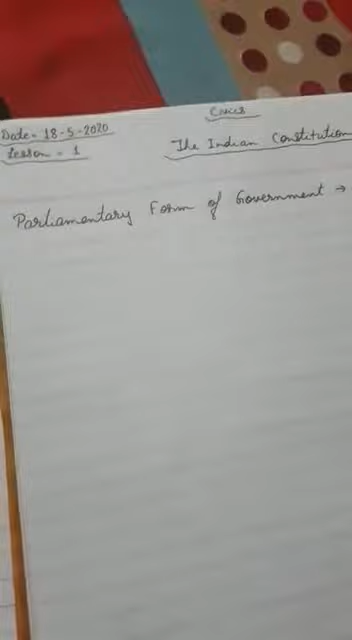 Civics
Date = 18-5-2020
Lesson = 1
The Indian Constitution
Parliamentary Form of Government →